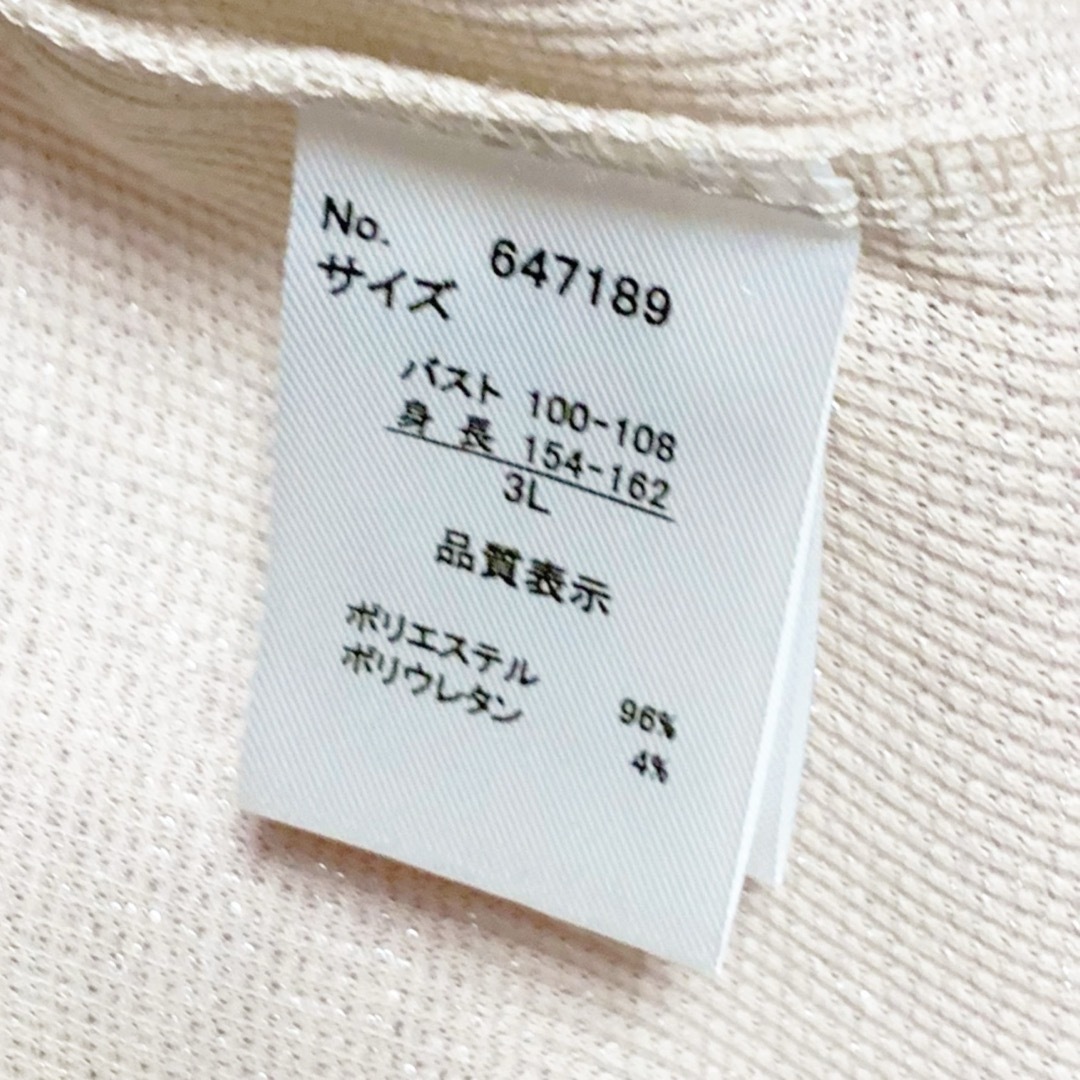 No. 647189
サイズ
バスト 100-108
身 長 154-162
3L
品質表示
ポリエステル 96%
ポリウレタン 4%